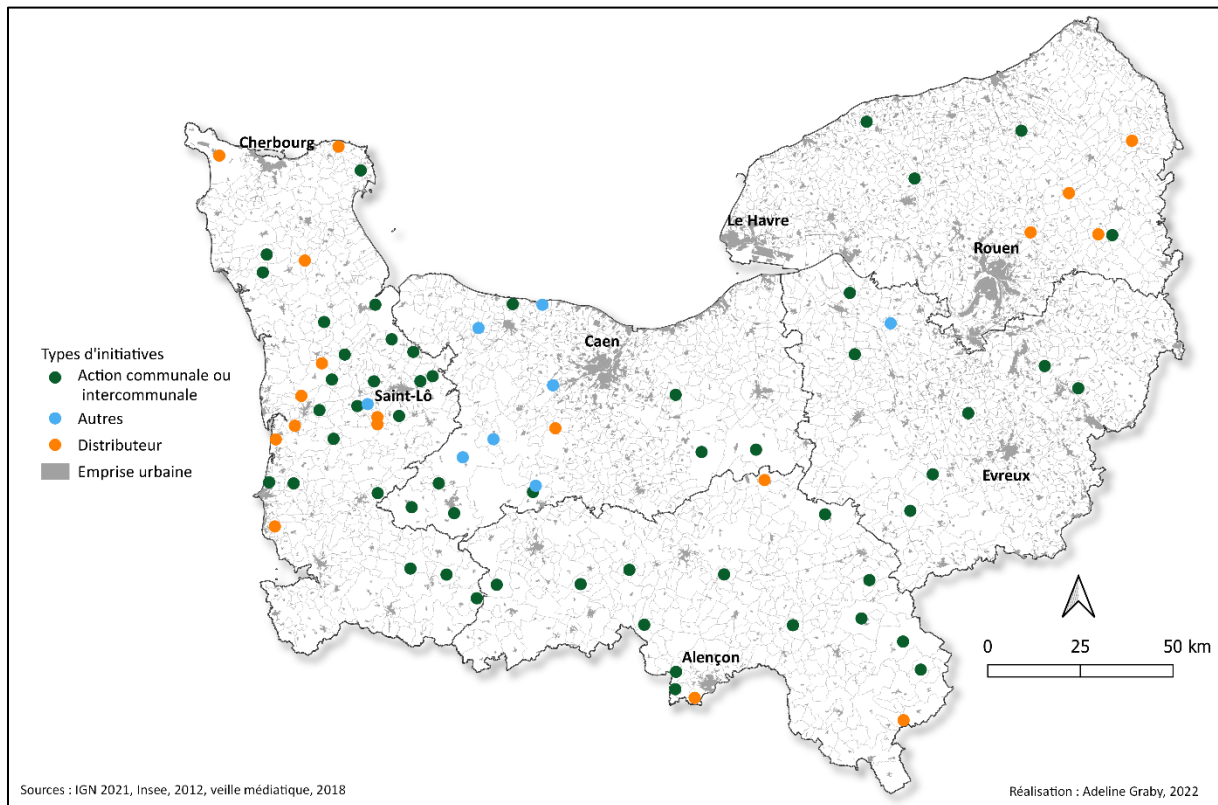 Cherbourg
Le Havre
Rouen
Caen
Types d'initiatives
Action communale ou
intercommunale
Autres
Distributeur
Emprise urbaine
Saint-Lô
Evreux
Alençon
0 25 50 km
Sources : IGN 2021, Insee, 2012, veille médiatique, 2018
Réalisation : Adeline Graby, 2022